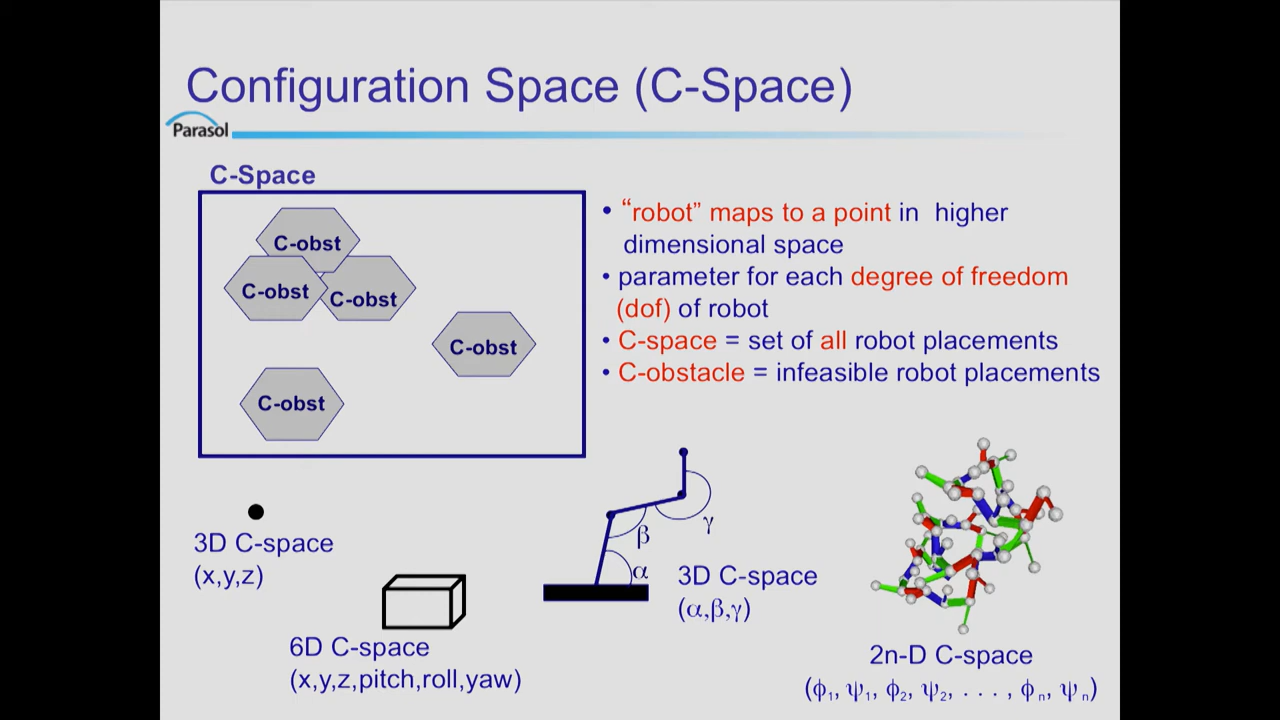 Configuration Space (C-Space)
Parasol
C-Space
C-obst
C-obst
C-obst
C-obst
C-obst
• “robot” maps to a point in higher
dimensional space
• parameter for each degree of freedom
(dof) of robot
• C-space = set of all robot placements
• C-obstacle = infeasible robot placements
3D C-space
(x,y,z)
6D C-space
(x,y,z,pitch,roll,yaw)
β
γ
α
3D C-space
(α,β,γ)
2n-D C-space
(ϕ₁, ψ₁, ϕ₂, ψ₂, . . . , ϕₙ, ψₙ)